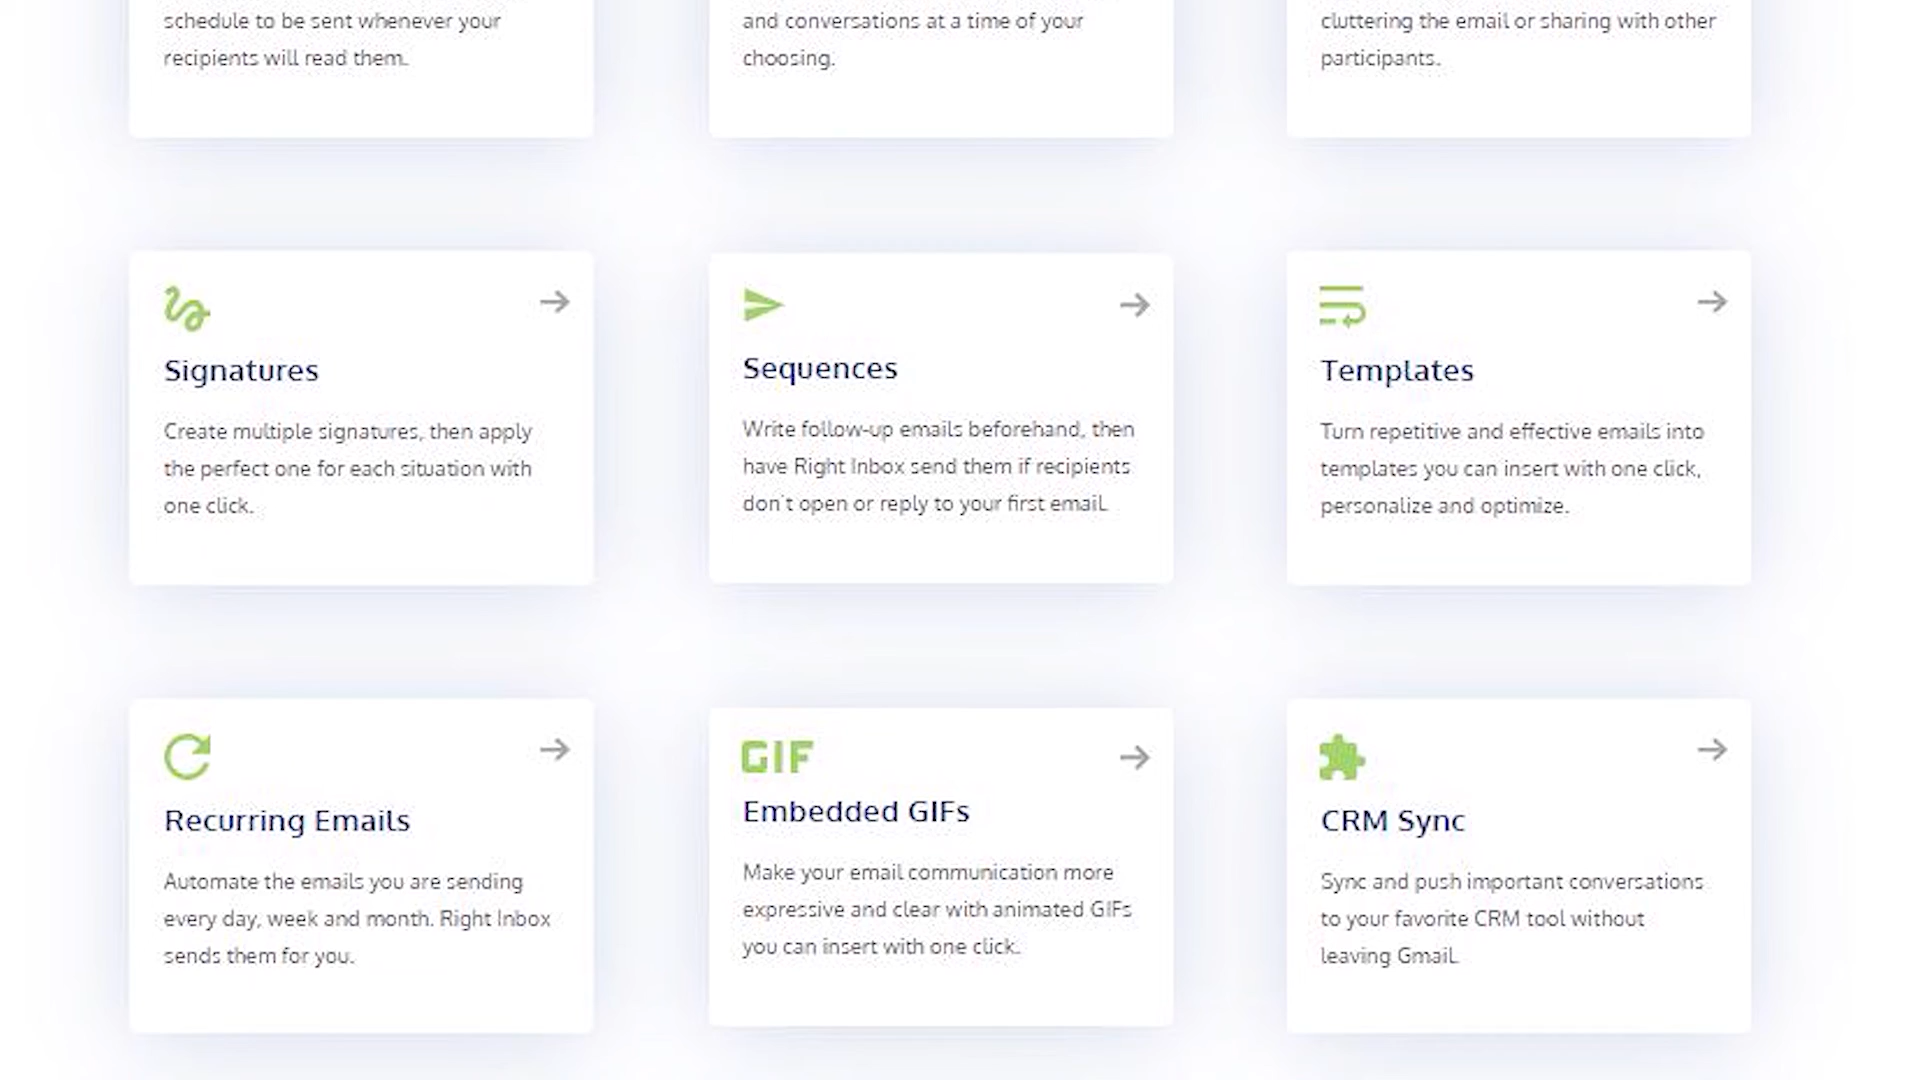 schedule to be sent whenever your
recipients will read them.
and conversations at a time of your
choosing.
cluttering the email or sharing with other
participants.
Signatures
Create multiple signatures, then apply
the perfect one for each situation with
one click.
Sequences
Write follow-up emails beforehand, then
have Right Inbox send them if recipients
don't open or reply to your first email.
Templates
Turn repetitive and effective emails into
templates you can insert with one click,
personalize and optimize.
Recurring Emails
Automate the emails you are sending
every day, week and month. Right Inbox
sends them for you.
GIF
Embedded GIFs
Make your email communication more
expressive and clear with animated GIFs
you can insert with one click.
CRM Sync
Sync and push important conversations
to your favorite CRM tool without
leaving Gmail.